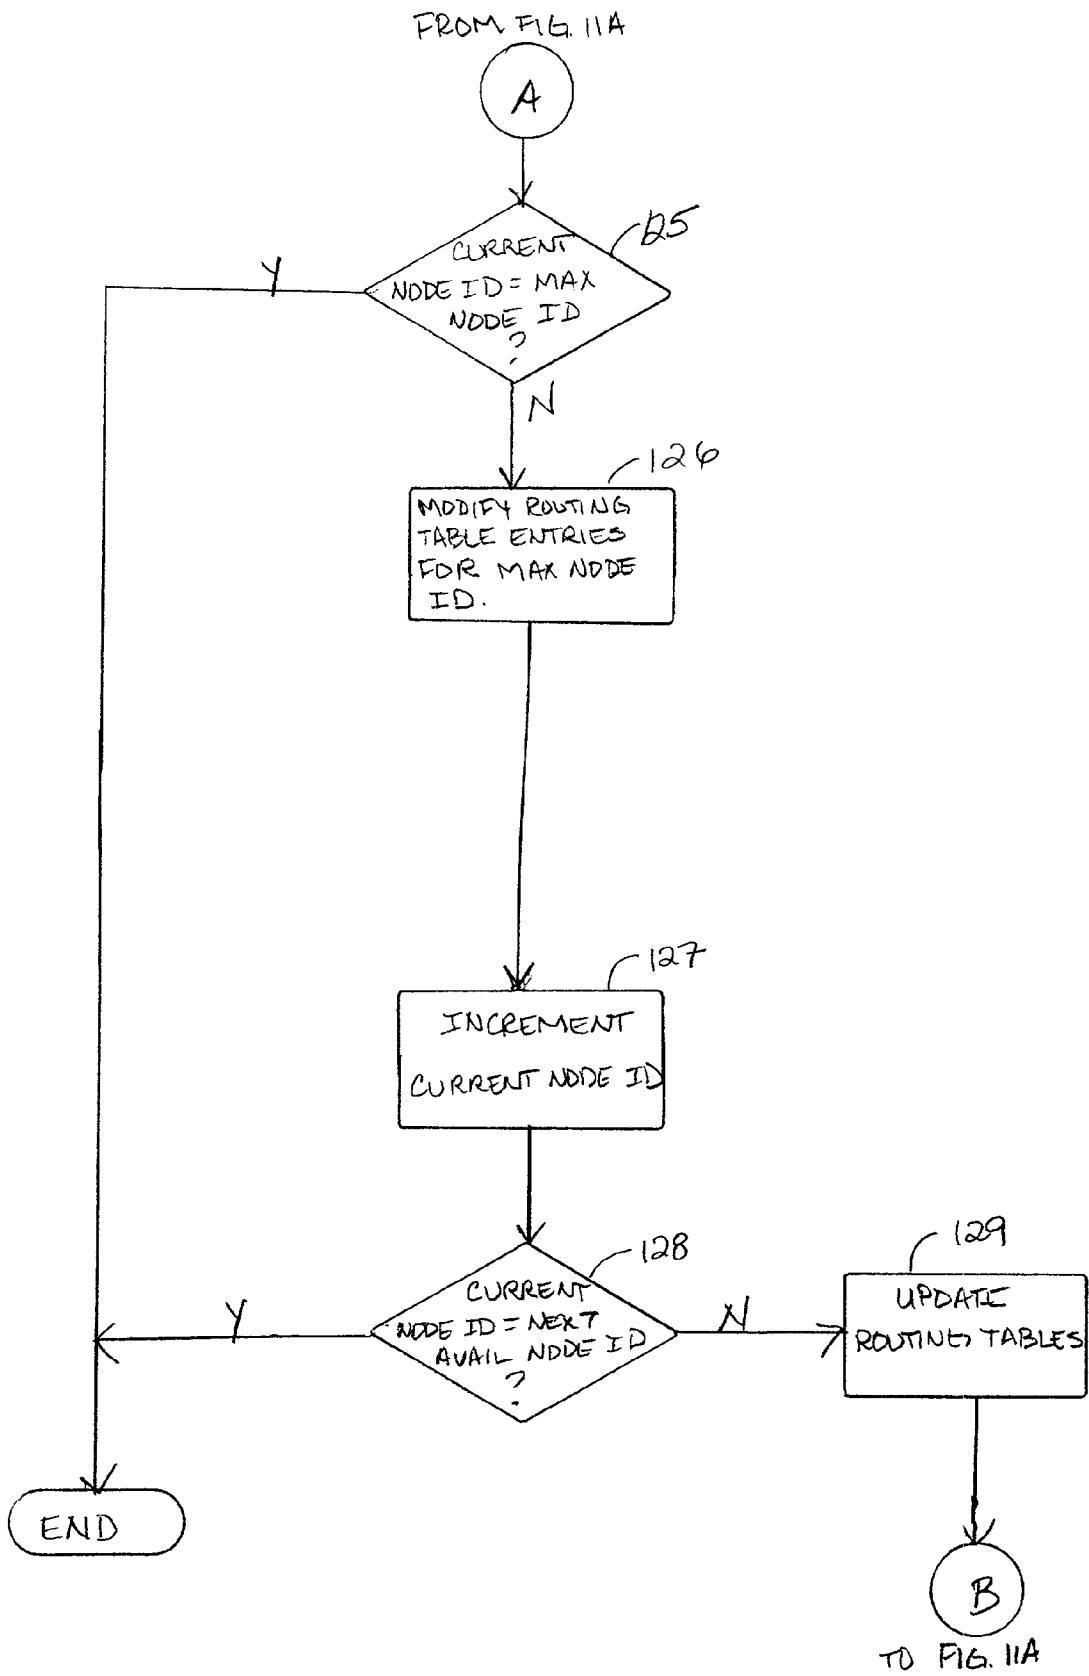 FROM FIG. 11A
A
125
CURRENT
NODE ID = MAX
NODE ID
?
Y
N
126
MODIFY ROUTING
TABLE ENTRIES
FOR MAX NODE
ID.
127
INCREMENT
CURRENT NODE ID
128
CURRENT
NODE ID = NEXT
AVAIL NODE ID
?
Y
N
129
UPDATE
ROUTING TABLES
END
B
TO FIG. 11A